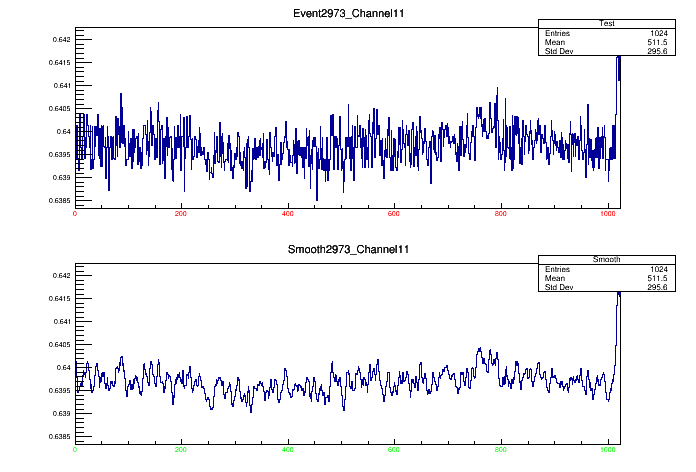 Event2973_Channel11
Test
Entries 1024
Mean 511.5
Std Dev 295.6
0.642
0.6415
0.641
0.6405
0.64
0.6395
0.639
0.6385
0 200 400 600 800 1000
Smooth2973_Channel11
Smooth
Entries 1024
Mean 511.5
Std Dev 295.6
0.642
0.6415
0.641
0.6405
0.64
0.6395
0.639
0.6385
0 200 400 600 800 1000